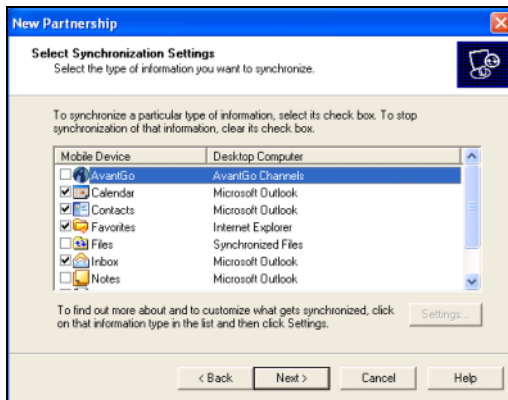 New Partnership
Select Synchronization Settings
Select the type of information you want to synchronize.
To synchronize a particular type of information, select its check box. To stop
synchronization of that information, clear its check box.
Mobile Device Desktop Computer
AvantGo AvantGo Channels
Calendar Microsoft Outlook
Contacts Microsoft Outlook
Favorites Internet Explorer
Files Synchronized Files
Inbox Microsoft Outlook
Notes Microsoft Outlook
To find out more about and to customize what gets synchronized, click
on that information type in the list and then click Settings.
Settings...
< Back Next > Cancel Help